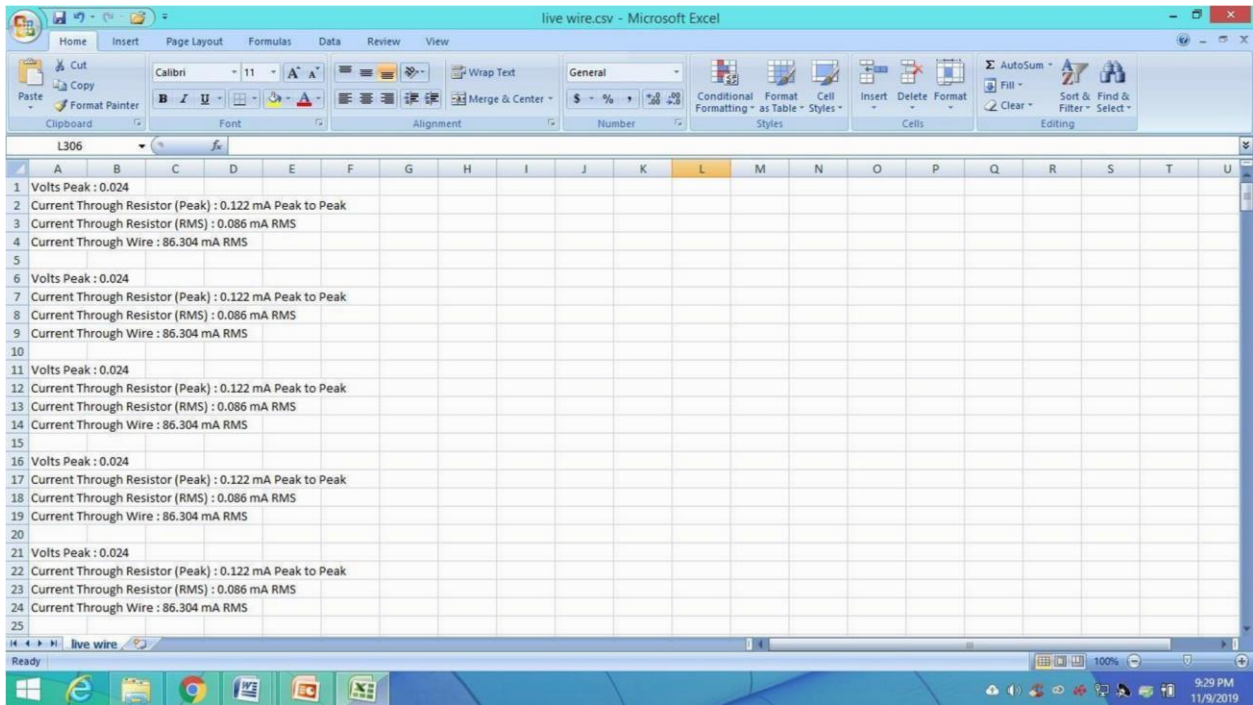 live wire.csv - Microsoft Excel
Home Insert Page Layout Formulas Data Review View
Paste
Cut
Copy
Format Painter
Clipboard
Calibri 11 A A
B I U A
Font
Wrap Text
Merge & Center
Alignment
General
$ % ,
Number
Conditional Formatting
Format as Table
Cell Styles
Styles
Insert Delete Format
Cells
Σ AutoSum
Fill
Clear
Sort & Filter
Find & Select
Editing
L306 fx
A B C D E F G H I J K L M N O P Q R S T U
1 Volts Peak : 0.024
2 Current Through Resistor (Peak) : 0.122 mA Peak to Peak
3 Current Through Resistor (RMS) : 0.086 mA RMS
4 Current Through Wire : 86.304 mA RMS
5
6 Volts Peak : 0.024
7 Current Through Resistor (Peak) : 0.122 mA Peak to Peak
8 Current Through Resistor (RMS) : 0.086 mA RMS
9 Current Through Wire : 86.304 mA RMS
10
11 Volts Peak : 0.024
12 Current Through Resistor (Peak) : 0.122 mA Peak to Peak
13 Current Through Resistor (RMS) : 0.086 mA RMS
14 Current Through Wire : 86.304 mA RMS
15
16 Volts Peak : 0.024
17 Current Through Resistor (Peak) : 0.122 mA Peak to Peak
18 Current Through Resistor (RMS) : 0.086 mA RMS
19 Current Through Wire : 86.304 mA RMS
20
21 Volts Peak : 0.024
22 Current Through Resistor (Peak) : 0.122 mA Peak to Peak
23 Current Through Resistor (RMS) : 0.086 mA RMS
24 Current Through Wire : 86.304 mA RMS
25
live wire
Ready 100%
9:29 PM
11/9/2019